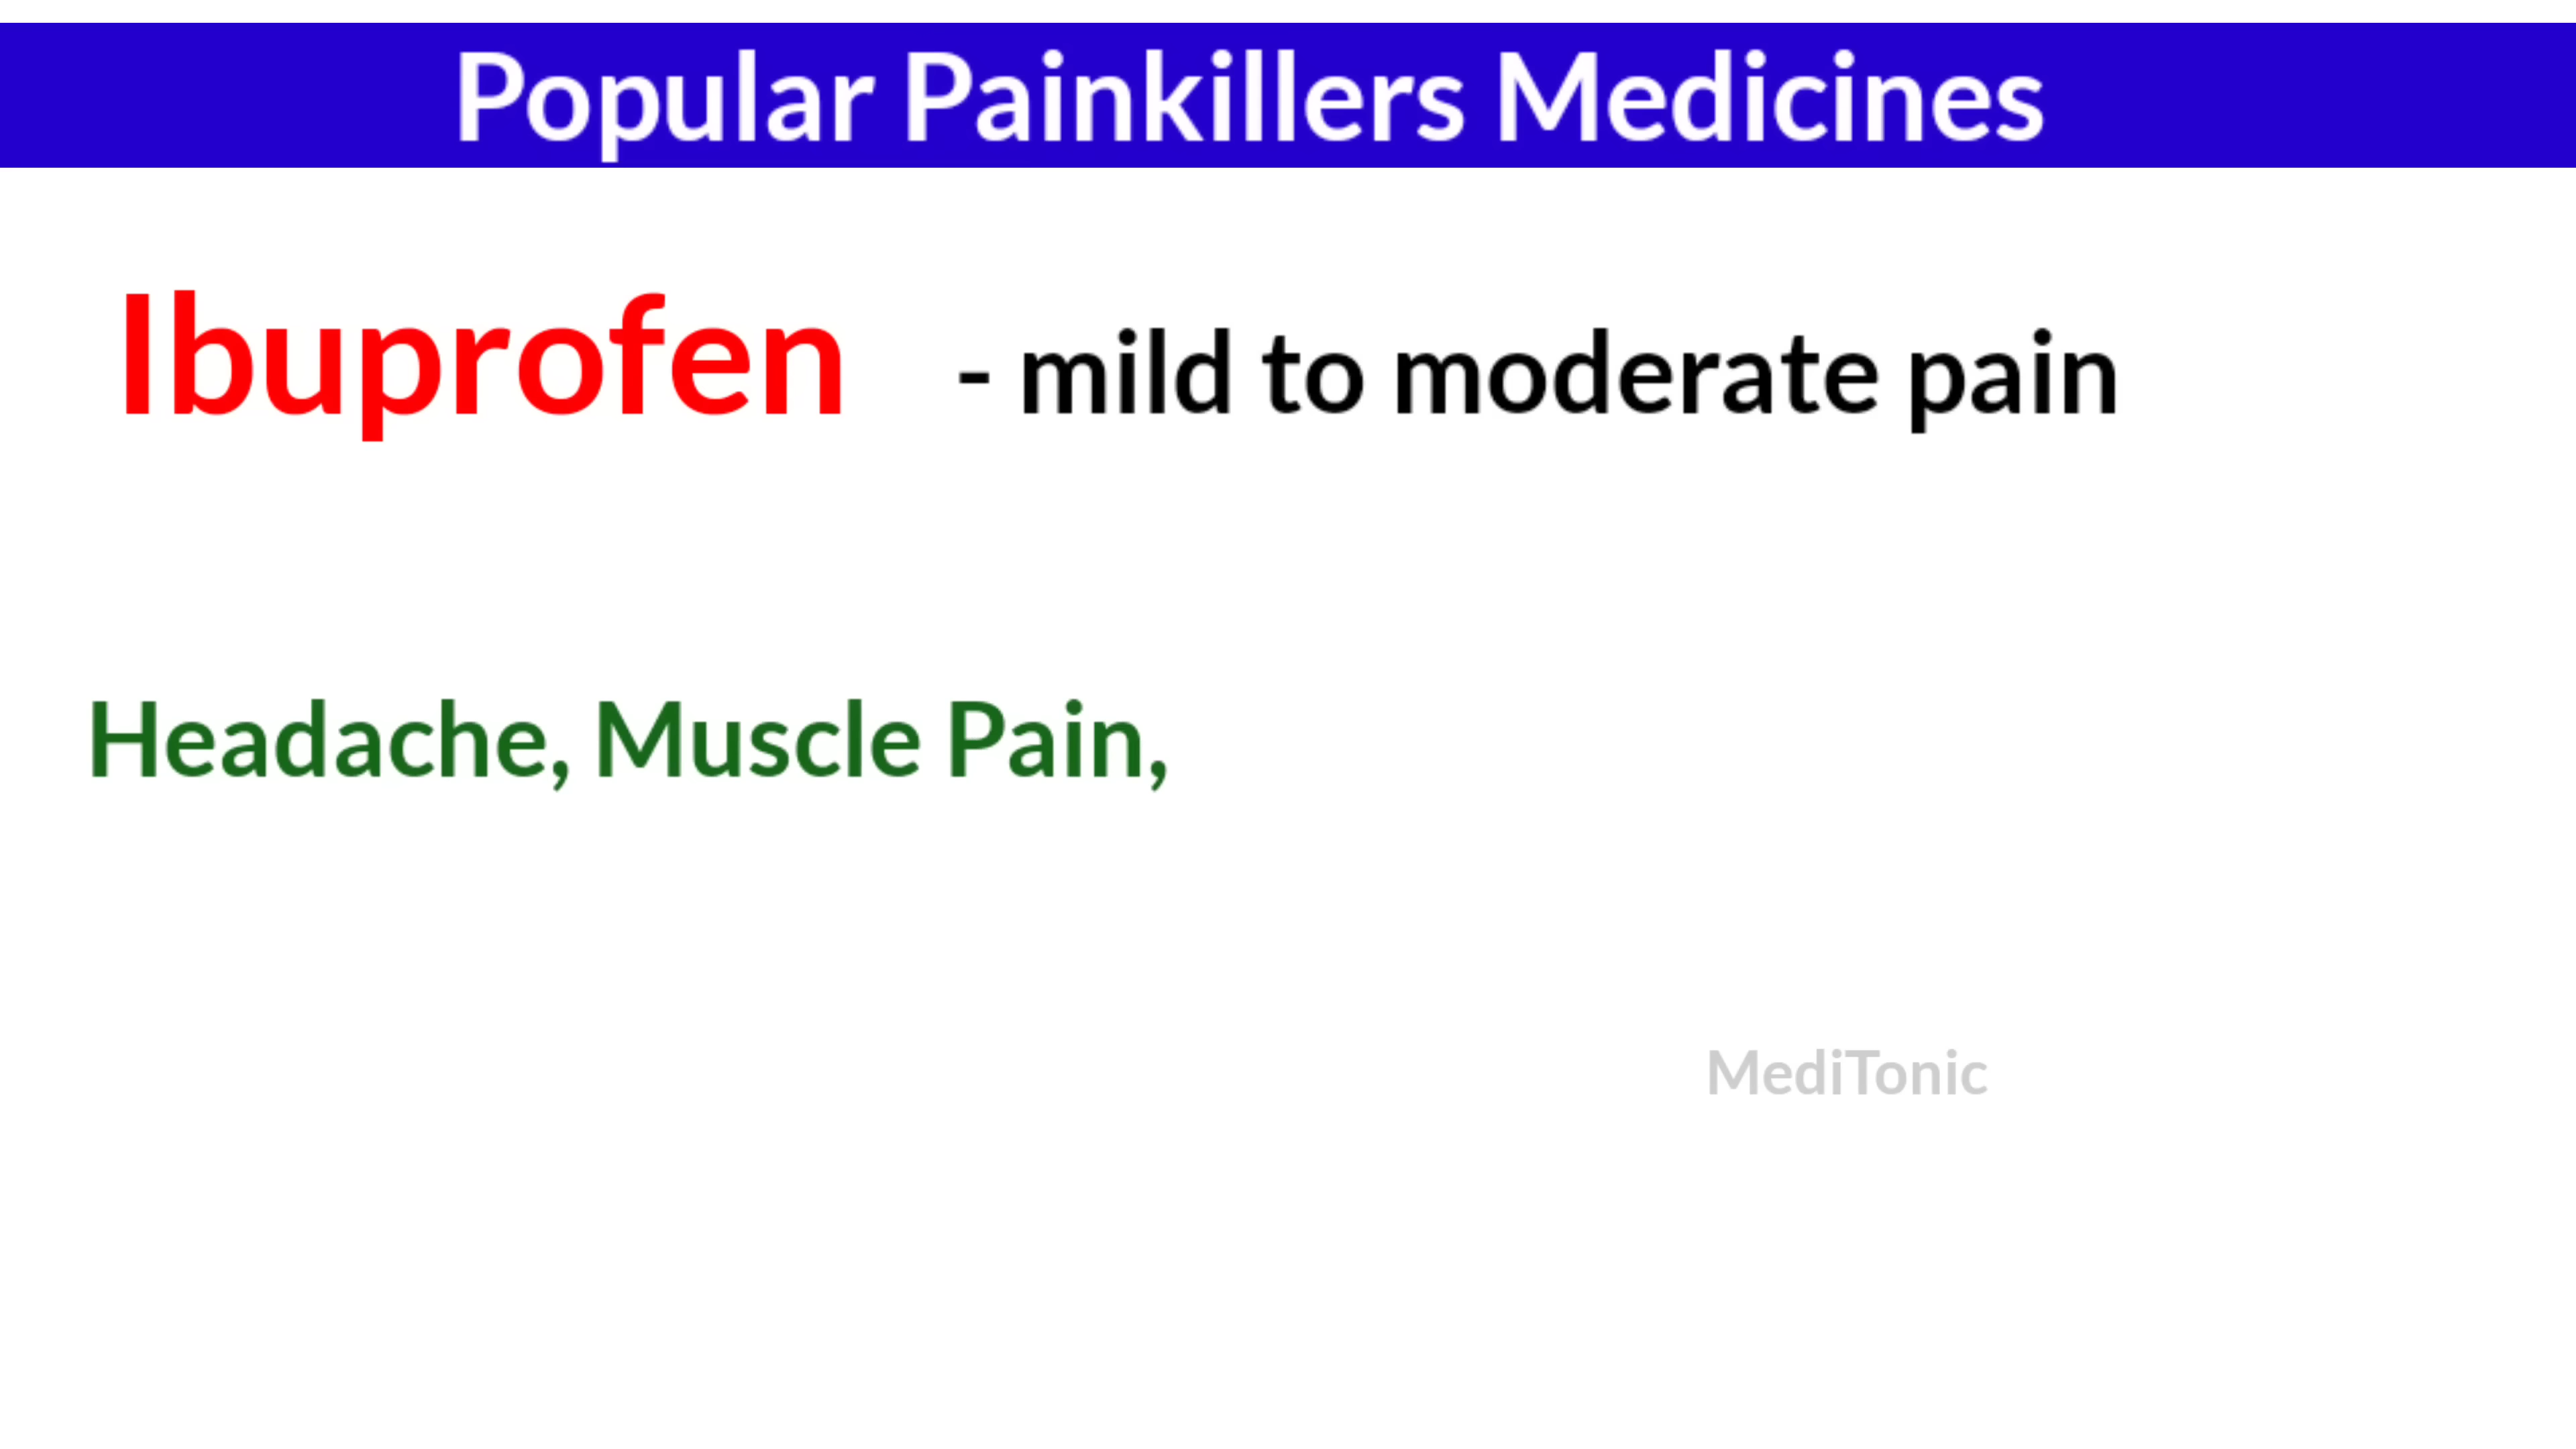 Popular Painkillers Medicines
Ibuprofen - mild to moderate pain
Headache, Muscle Pain,
MediTonic